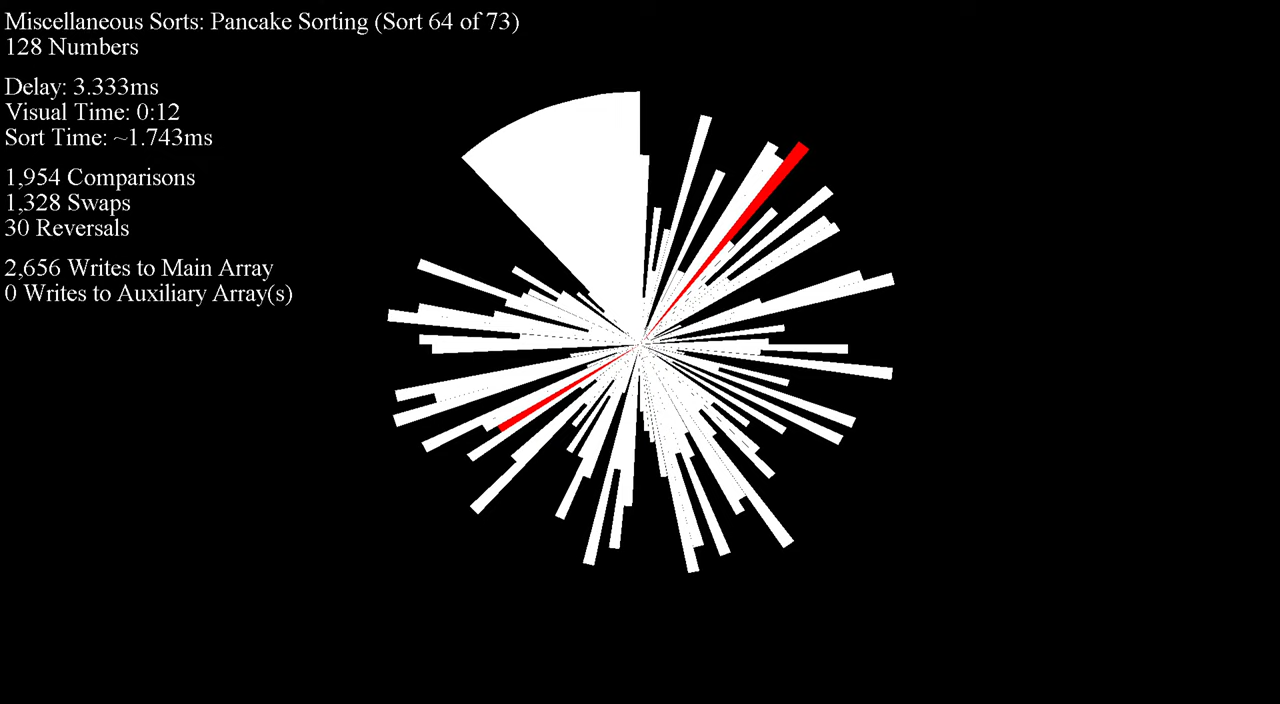 Miscellaneous Sorts: Pancake Sorting (Sort 64 of 73)
128 Numbers
Delay: 3.333ms
Visual Time: 0:12
Sort Time: ~1.743ms
1,954 Comparisons
1,328 Swaps
30 Reversals
2,656 Writes to Main Array
0 Writes to Auxiliary Array(s)